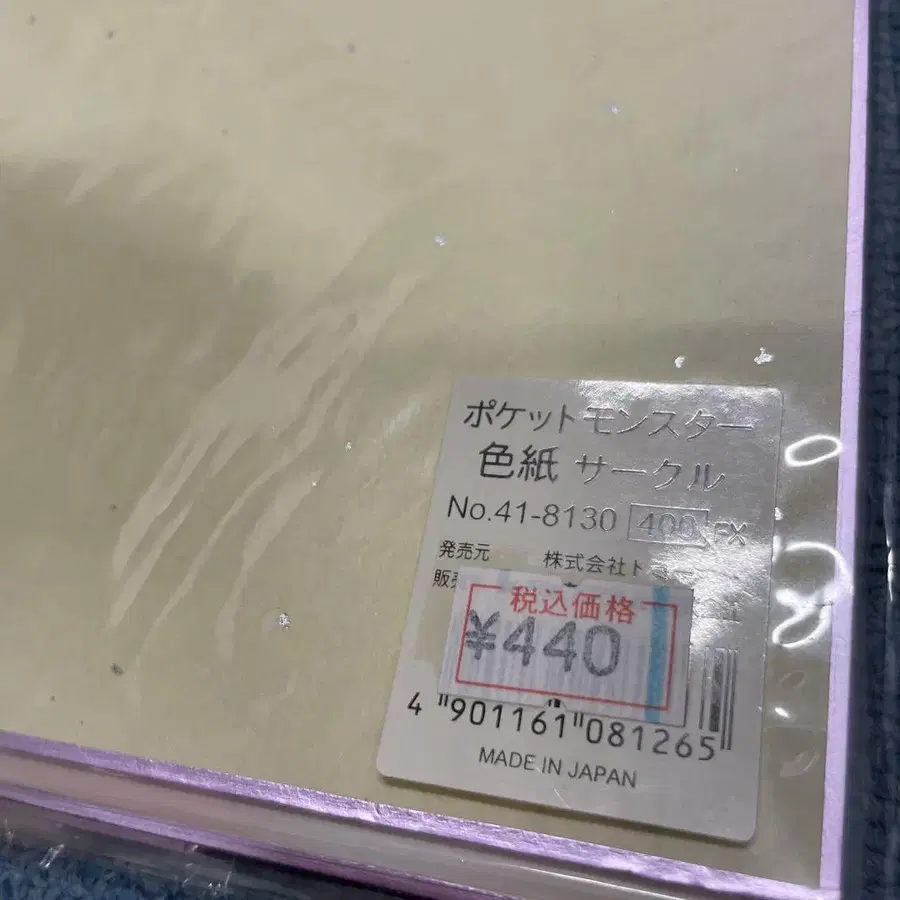 ポケットモンスター
色紙 サークル
No.41-8130 400 FX
発売元 株式会社ト
販売
税込価格
¥440
4 901161 081265
MADE IN JAPAN